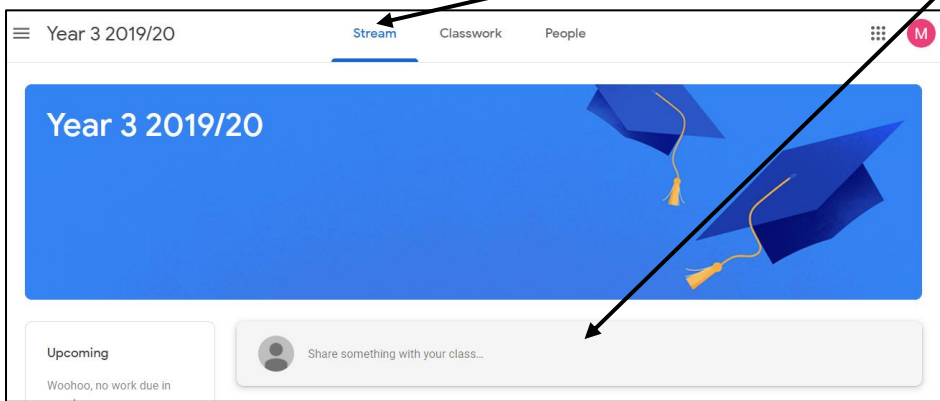 Year 3 2019/20
Stream Classwork People
M
Year 3 2019/20
Upcoming
Share something with your class...
Woohoo, no work due in